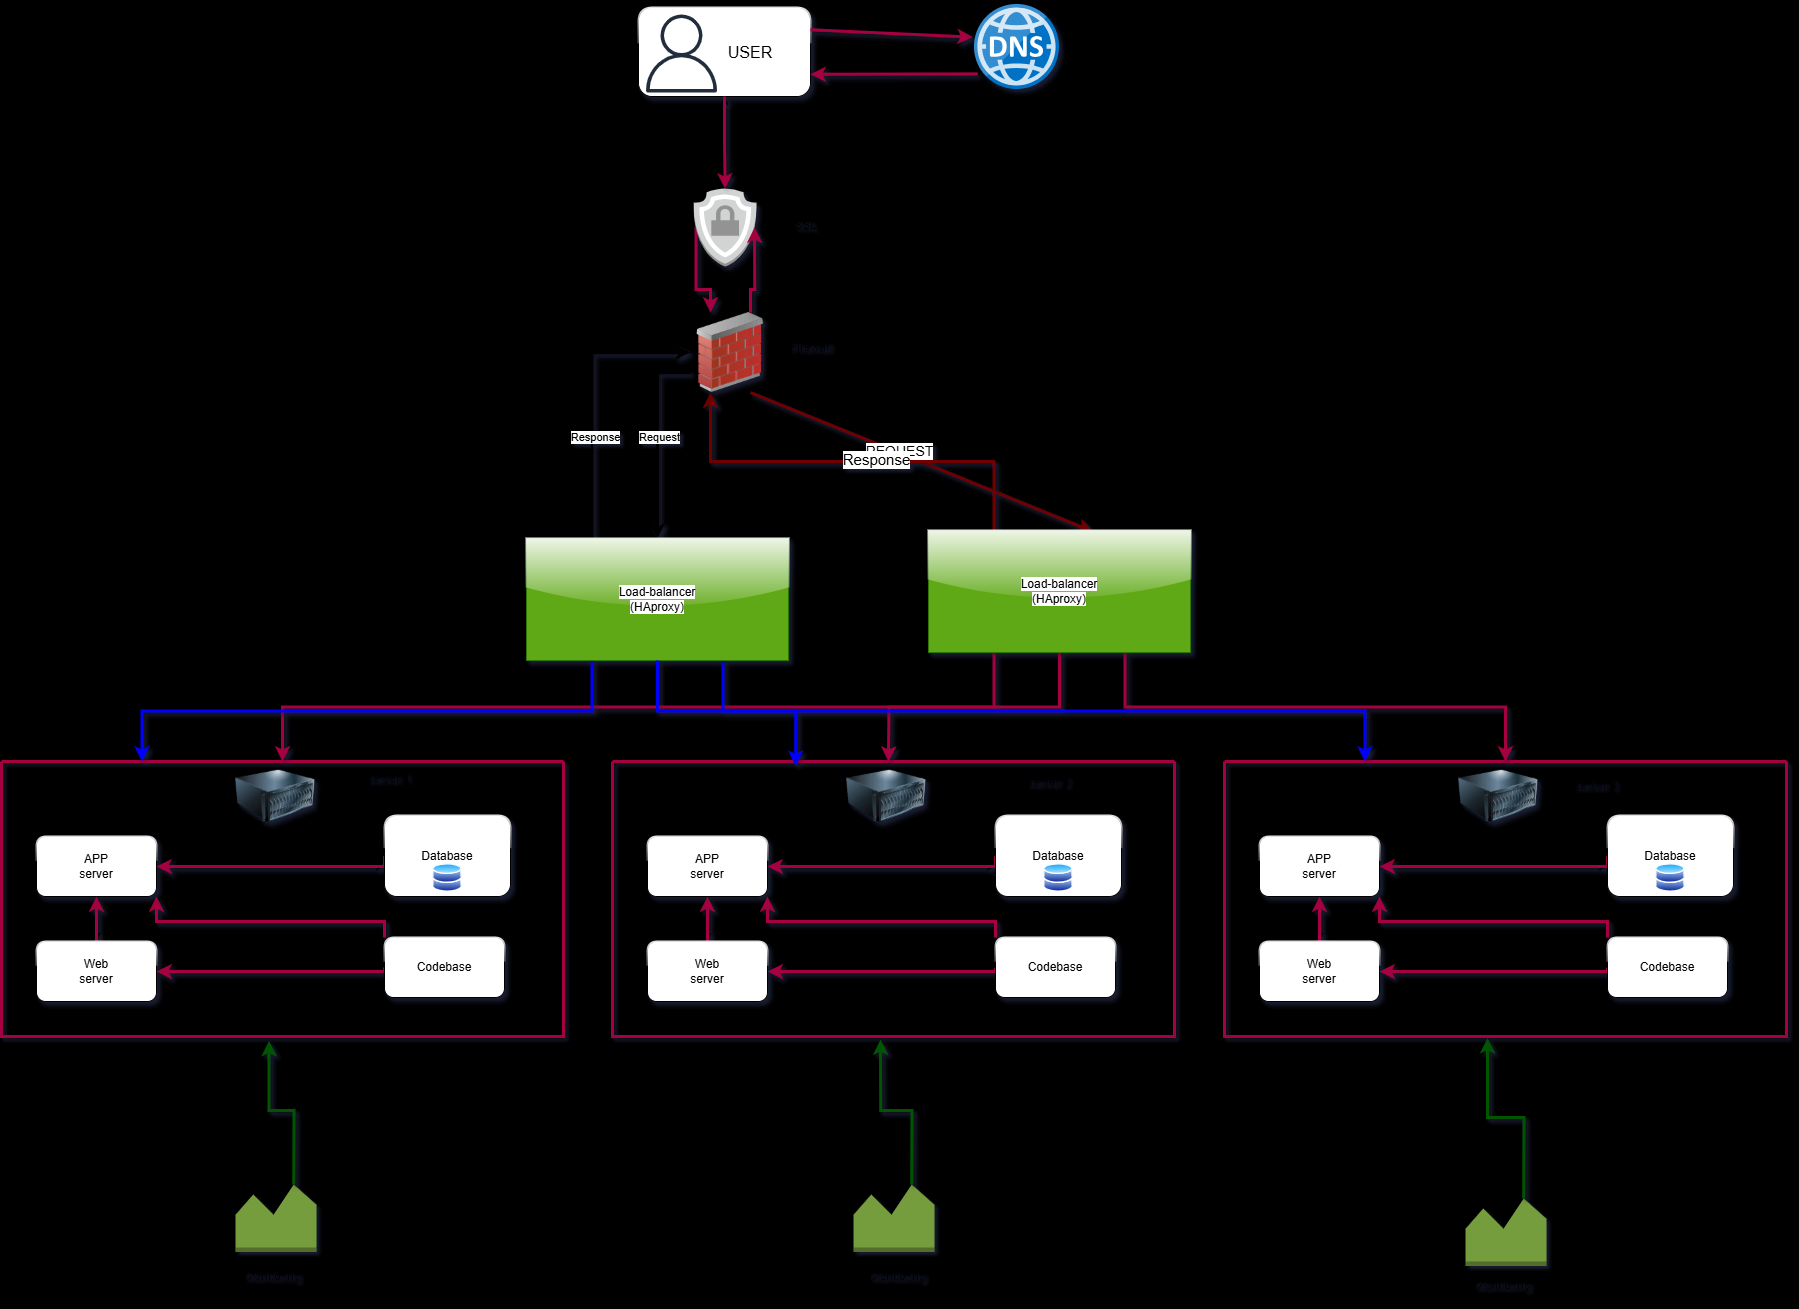 USER
DNS
Firewall
Response
Request
REQUEST
Response
Load-balancer
(HAproxy)
Load-balancer
(HAproxy)
server 1
server 2
server 3
APP
server
Database
Web
server
Codebase
APP
server
Database
Web
server
Codebase
APP
server
Database
Web
server
Codebase
Monitoring
Monitoring
Monitoring